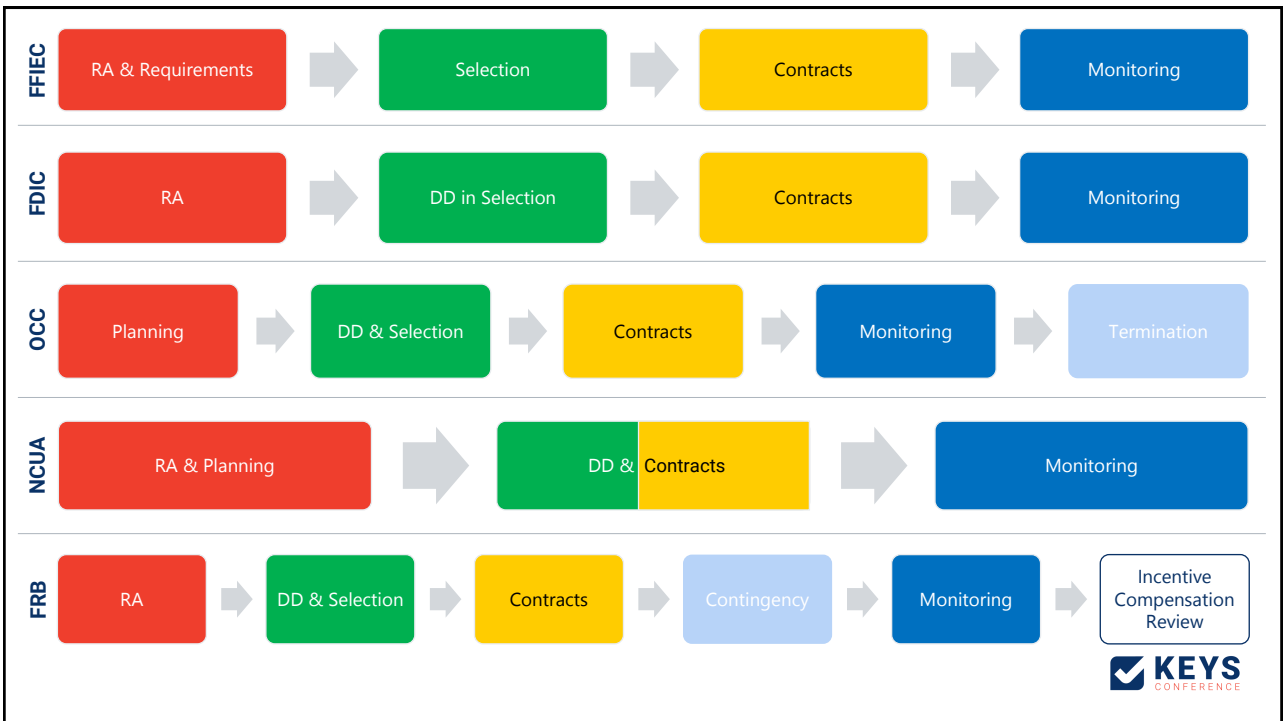 FFIEC
RA & Requirements
Selection
Contracts
Monitoring
FDIC
RA
DD in Selection
Contracts
Monitoring
OCC
Planning
DD & Selection
Contracts
Monitoring
Termination
NCUA
RA & Planning
DD & Contracts
Monitoring
FRB
RA
DD & Selection
Contracts
Contingency
Monitoring
Incentive
Compensation
Review
KEYS
CONFERENCE